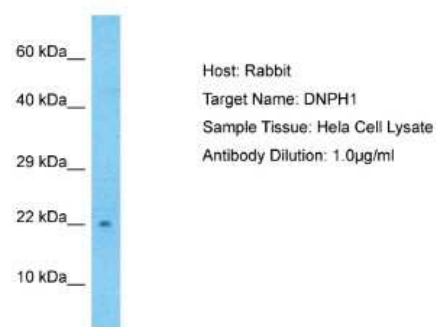 60 kDa
40 kDa
29 kDa
22 kDa
10 kDa
Host: Rabbit
Target Name: DNPH1
Sample Tissue: Hela Cell Lysate
Antibody Dilution: 1.0µg/ml